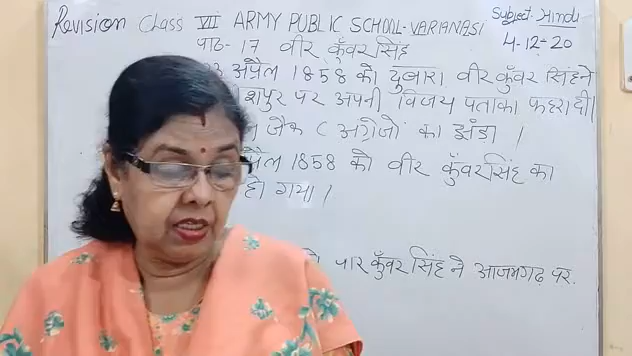 Revision Class VII ARMY PUBLIC SCHOOL-VARANASI
Subject-Hindi
4-12-20
पाठ- 17 वीर कुँवर सिंह
अप्रैल 1858 को दुबारा वीर कुँवर सिंह ने
पर अपनी विजय पताका फहरा दी।
जैक ( अंग्रेजों का झंडा ।
1858 को वीर कुँवरसिंह का
हो गया।
कुँवर सिंह ने आजमगढ पर